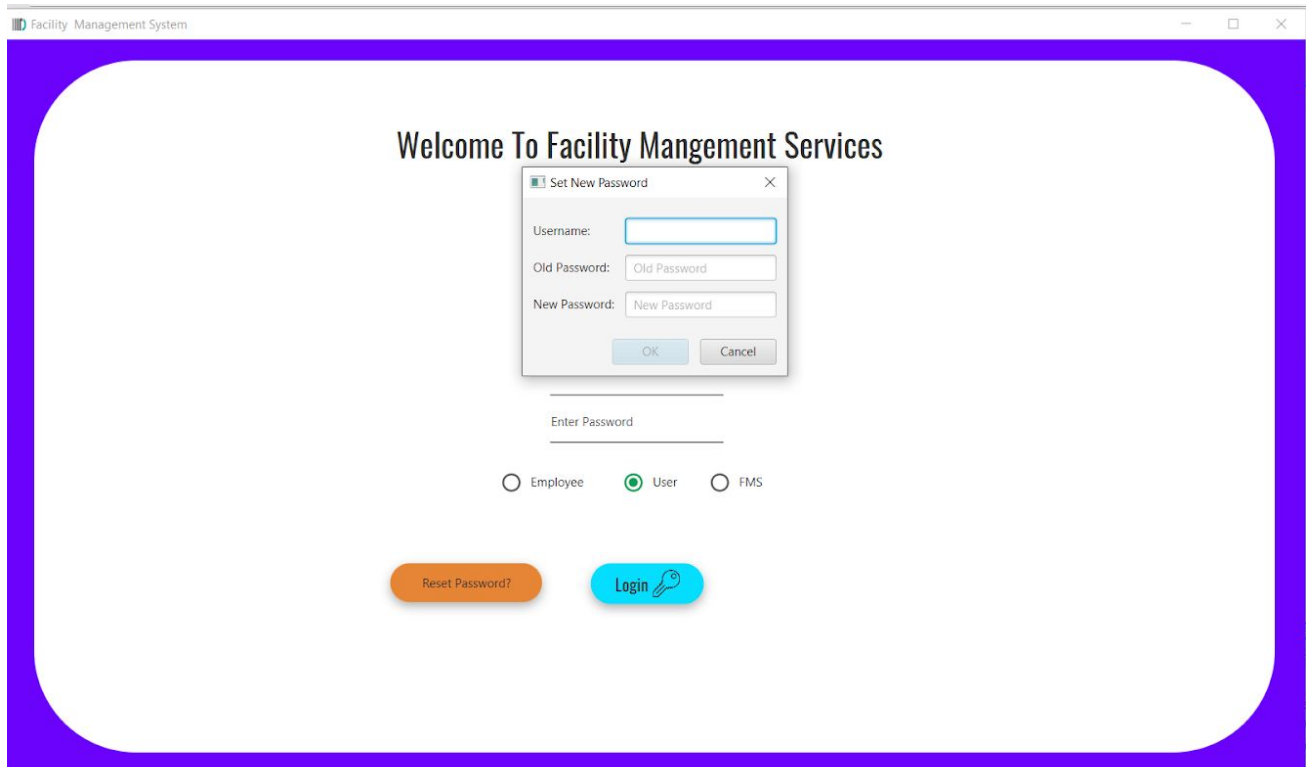 Facility Management System
Welcome To Facility Mangement Services
Set New Password
Username:
Old Password: Old Password
New Password: New Password
OK Cancel
Enter Password
Employee User FMS
Reset Password? Login